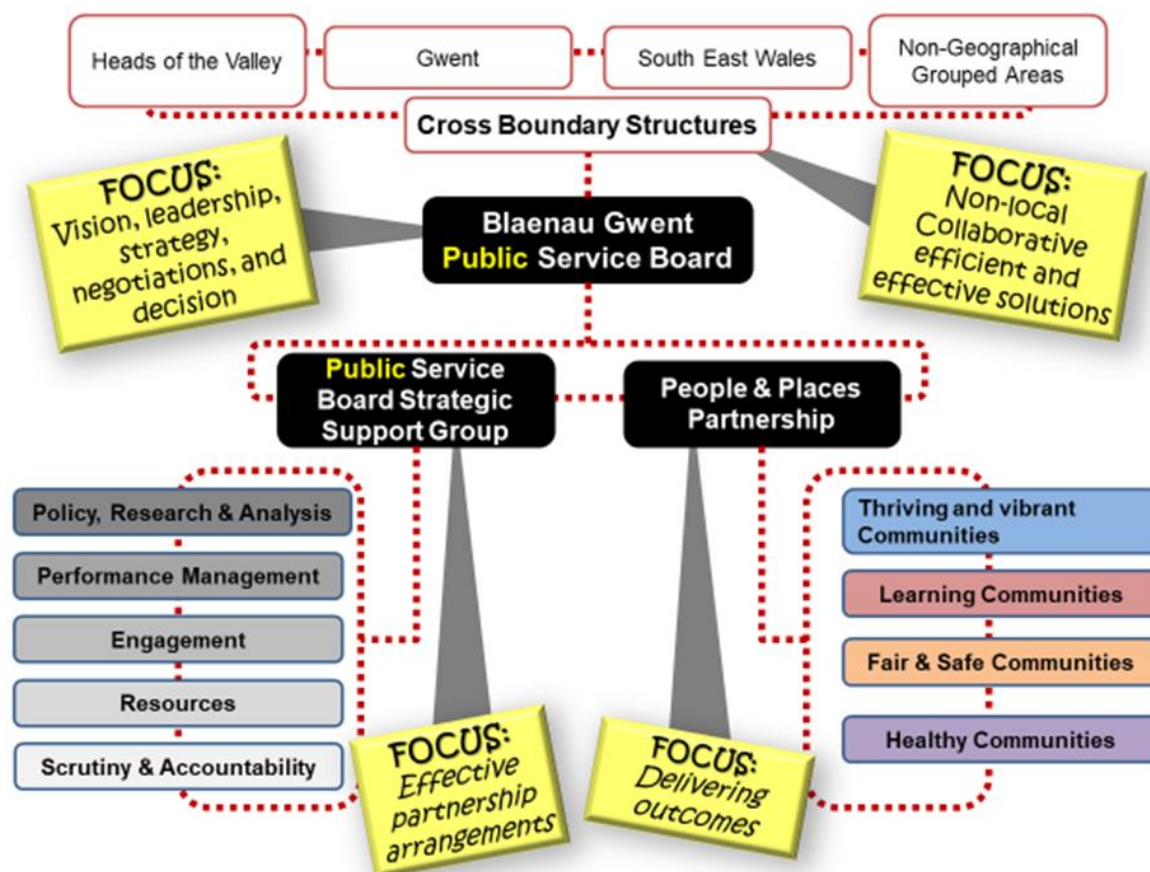 Heads of the Valley
Gwent
South East Wales
Non-Geographical
Grouped Areas
Cross Boundary Structures
FOCUS:
Vision, leadership,
strategy,
negotiations, and
decision
Blaenau Gwent
Public Service Board
FOCUS:
Non-local
Collaborative
efficient and
effective solutions
Public Service
Board Strategic
Support Group
People & Places
Partnership
Policy, Research & Analysis
Performance Management
Engagement
Resources
Scrutiny & Accountability
Thriving and vibrant
Communities
Learning Communities
Fair & Safe Communities
Healthy Communities
FOCUS:
Effective
partnership
arrangements
FOCUS:
Delivering
outcomes